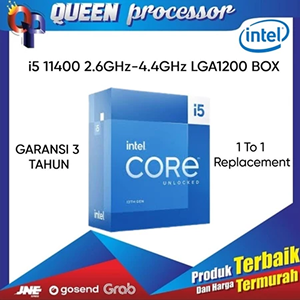 QUEEN processor
intel
i5 11400 2.6GHz-4.4GHz LGA1200 BOX
GARANSI 3
TAHUN
intel
CORE
UNLOCKED
i5
1 To 1
Replacement
Produk Terbaik
Dan Harga Termurah
JNE gosend Grab